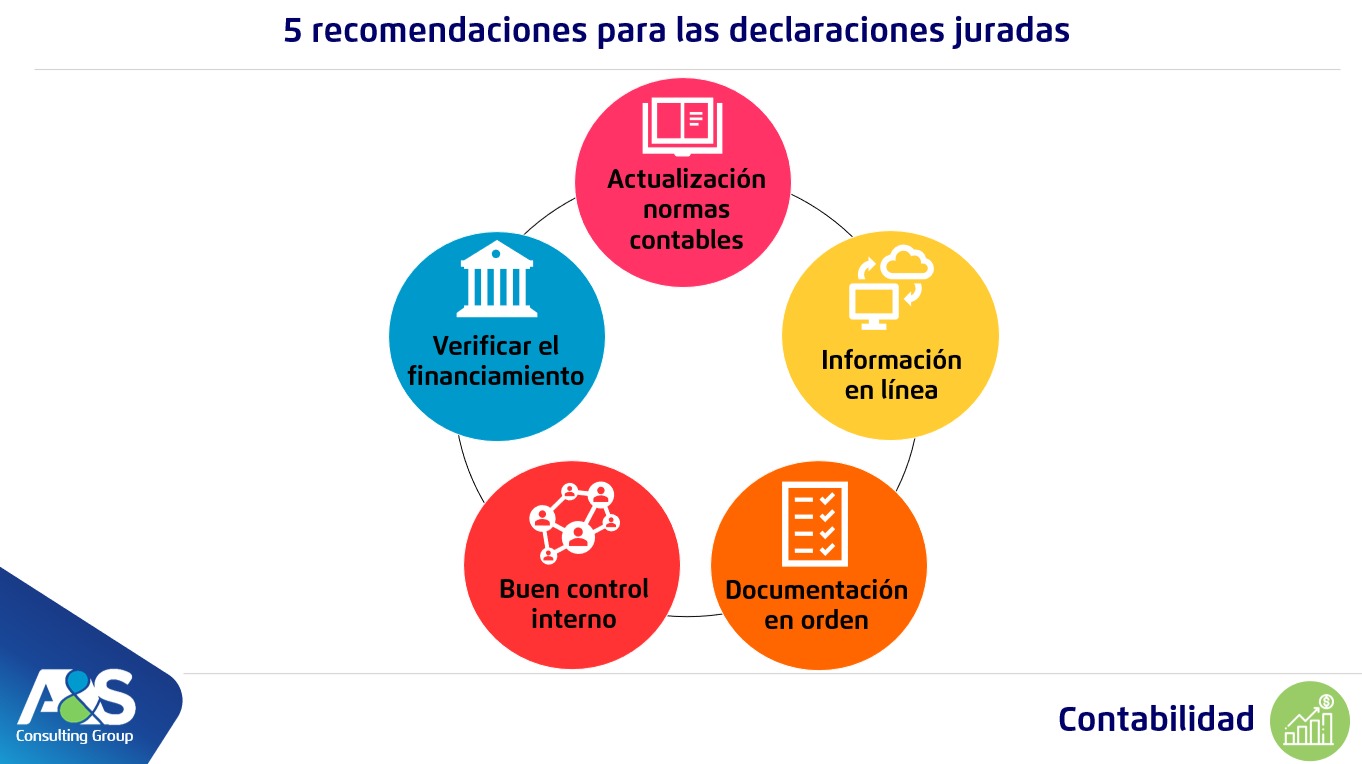 5 recomendaciones para las declaraciones juradas
Actualización
normas
contables
Información
en línea
Documentación
en orden
Buen control
interno
Verificar el
financiamiento
A&S
Consulting Group
Contabilidad
$